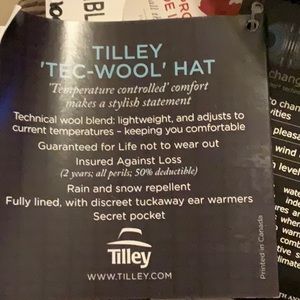 TILLEY
'TEC-WOOL' HAT
'Temperature controlled' comfort
makes a stylish statement
Technical wool blend: lightweight, and adjusts to
current temperatures – keeping you comfortable
Guaranteed for Life not to wear out
Insured Against Loss
(2 years; all perils; 50% deductible)
Rain and snow repellent
Fully lined, with discreet tuckaway ear warmers
Secret pocket
Tilley
WWW.TILLEY.COM
Printed in Canada